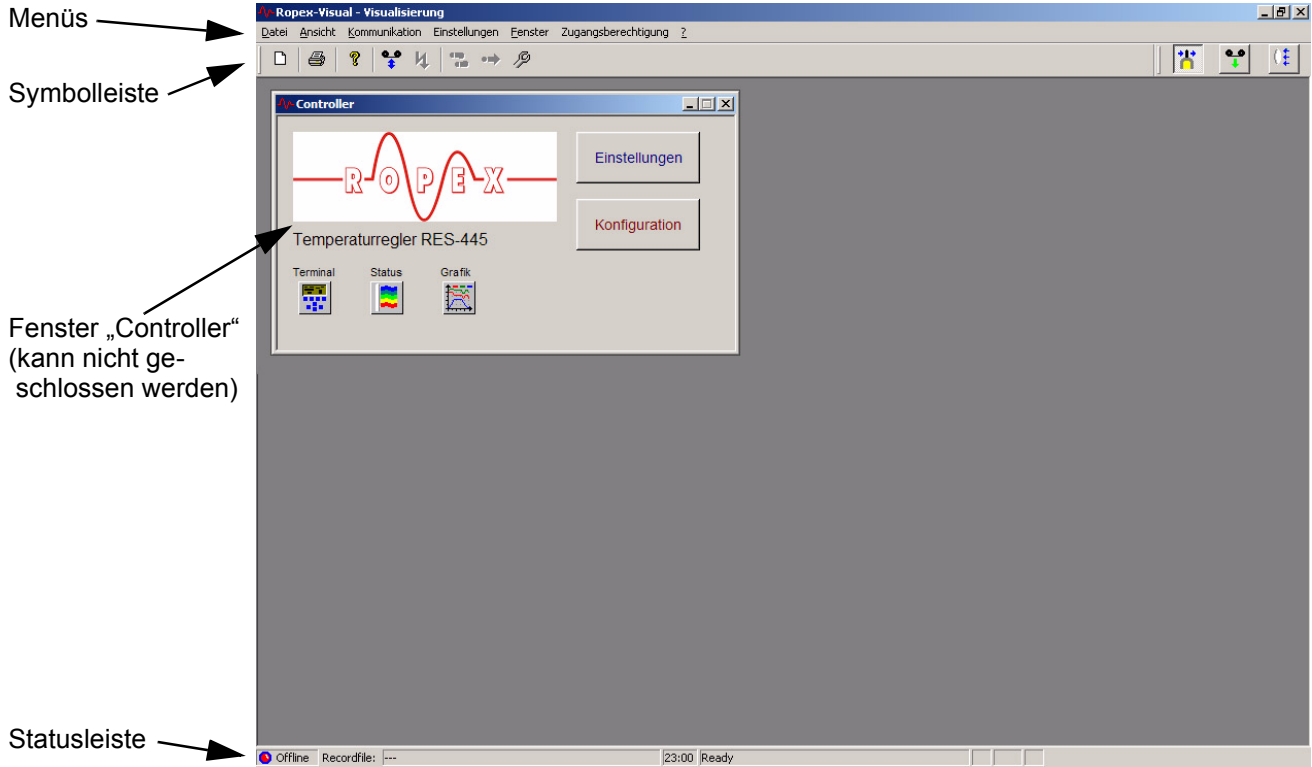 Menüs
Symbolleiste
Fenster „Controller“
(kann nicht ge-
schlossen werden)
Statusleiste
Ropex-Visual - Visualisierung
Datei Ansicht Kommunikation Einstellungen Fenster Zugangsberechtigung ?
Controller
ROPEX
Einstellungen
Konfiguration
Temperaturregler RES-445
Terminal Status Grafik
Offline Recordfile: --- 23:00 Ready